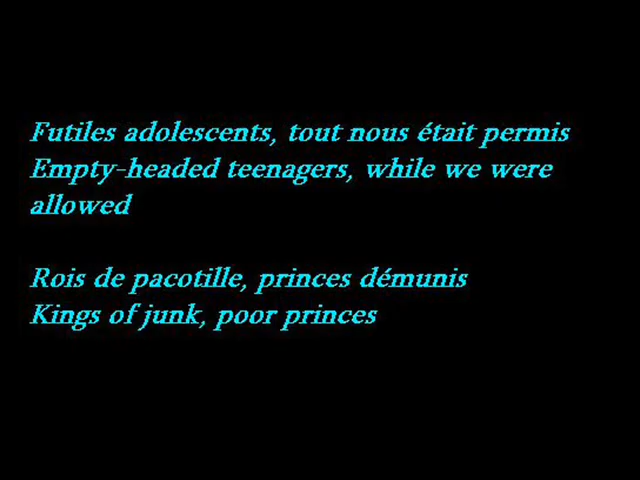 Futiles adolescents, tout nous était permis
Empty-headed teenagers, while we were
allowed
Rois de pacotille, princes démunis
Kings of junk, poor princes